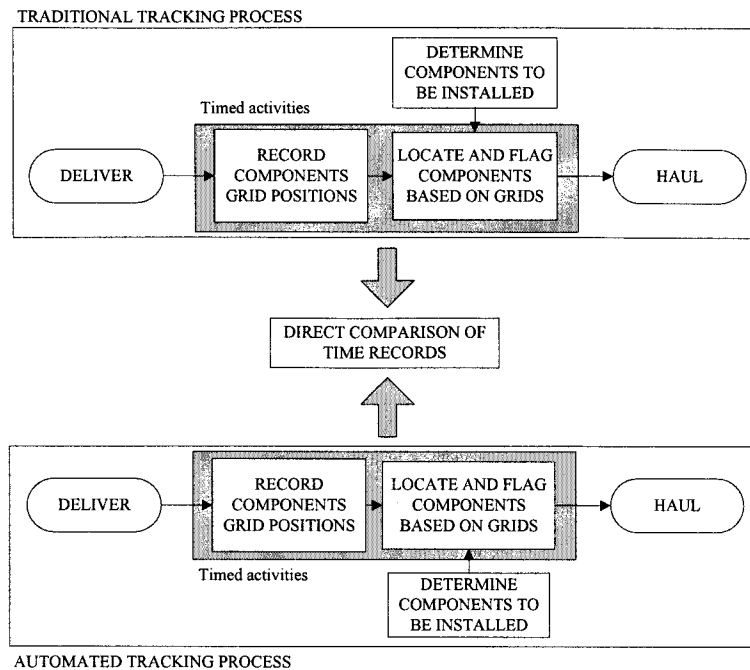 TRADITIONAL TRACKING PROCESS
DETERMINE
COMPONENTS TO
BE INSTALLED
Timed activities
DELIVER
RECORD
COMPONENTS
GRID POSITIONS
LOCATE AND FLAG
COMPONENTS
BASED ON GRIDS
HAUL
DIRECT COMPARISON OF
TIME RECORDS
DELIVER
RECORD
COMPONENTS
GRID POSITIONS
LOCATE AND FLAG
COMPONENTS
BASED ON GRIDS
HAUL
Timed activities
DETERMINE
COMPONENTS TO
BE INSTALLED
AUTOMATED TRACKING PROCESS